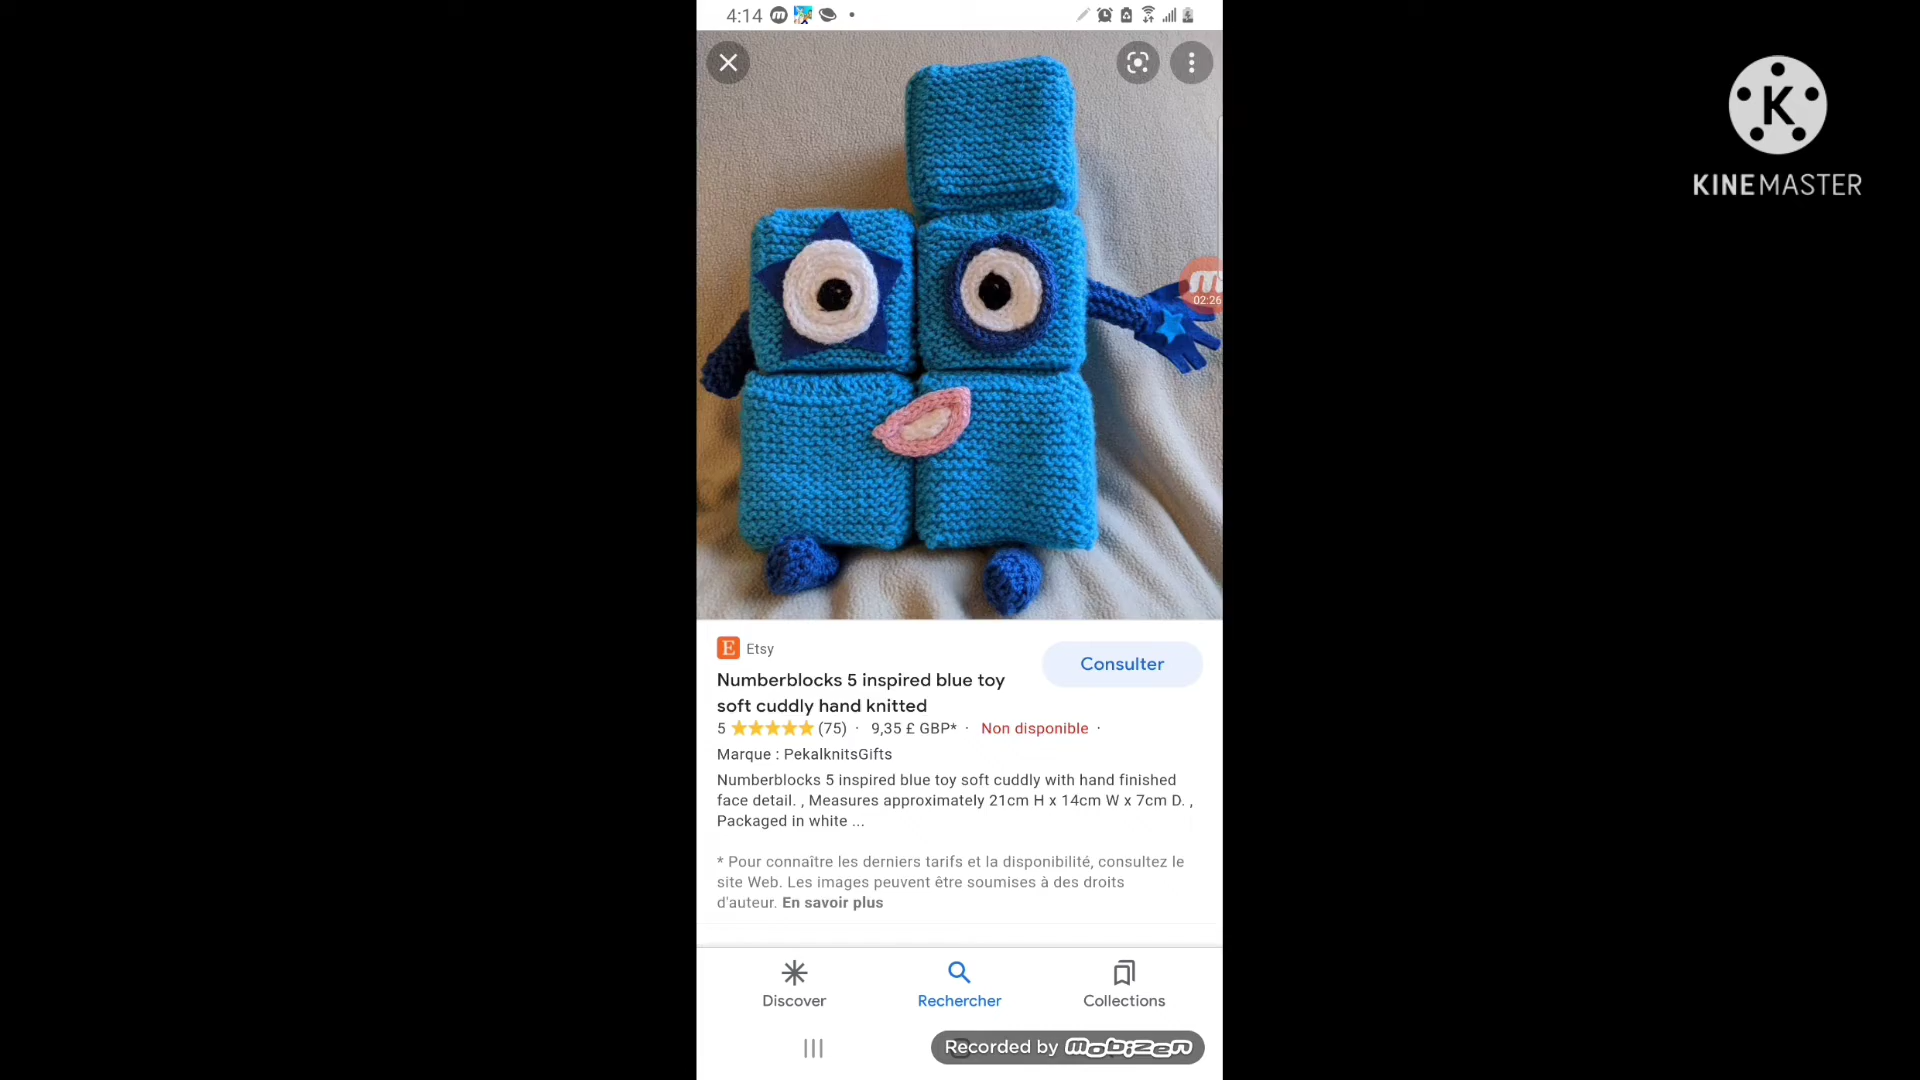 4:14
K
KINEMASTER
02:26
E Etsy
Consulter
Numberblocks 5 inspired blue toy
soft cuddly hand knitted
5 ★★★★★ (75) · 9,35 £ GBP* · Non disponible ·
Marque : PekalknitsGifts
Numberblocks 5 inspired blue toy soft cuddly with hand finished
face detail. , Measures approximately 21cm H x 14cm W x 7cm D. ,
Packaged in white ...
* Pour connaître les derniers tarifs et la disponibilité, consultez le
site Web. Les images peuvent être soumises à des droits
d'auteur. En savoir plus
Discover
Rechercher
Collections
Recorded by mobizen